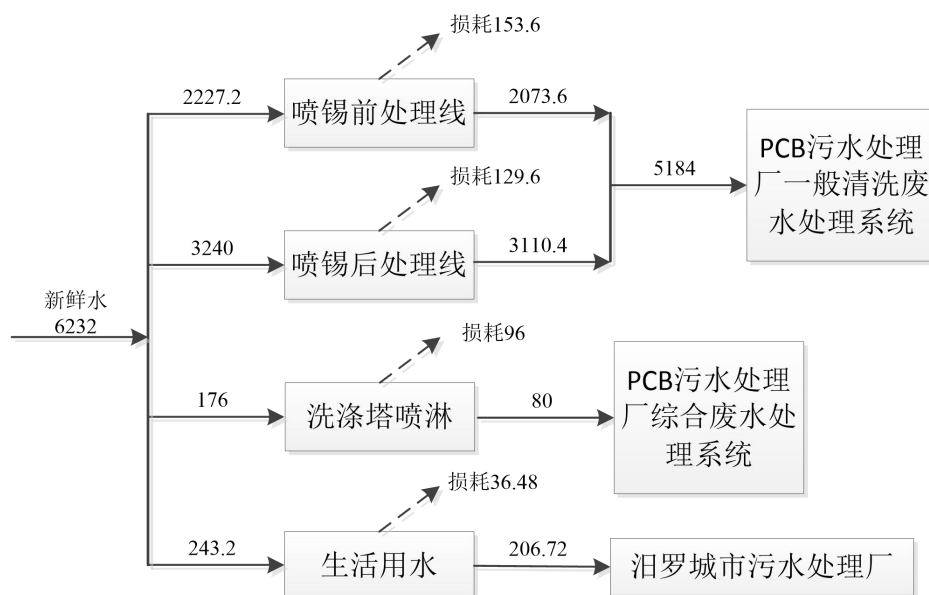 损耗153.6
2227.2
喷锡前处理线
2073.6
PCB污水处理
厂一般清洗废
水处理系统
5184
损耗129.6
3240
喷锡后处理线
3110.4
新鲜水
6232
损耗96
176
洗涤塔喷淋
80
PCB污水处理
厂综合废水处
理系统
损耗36.48
243.2
生活用水
206.72
汨罗城市污水处理厂